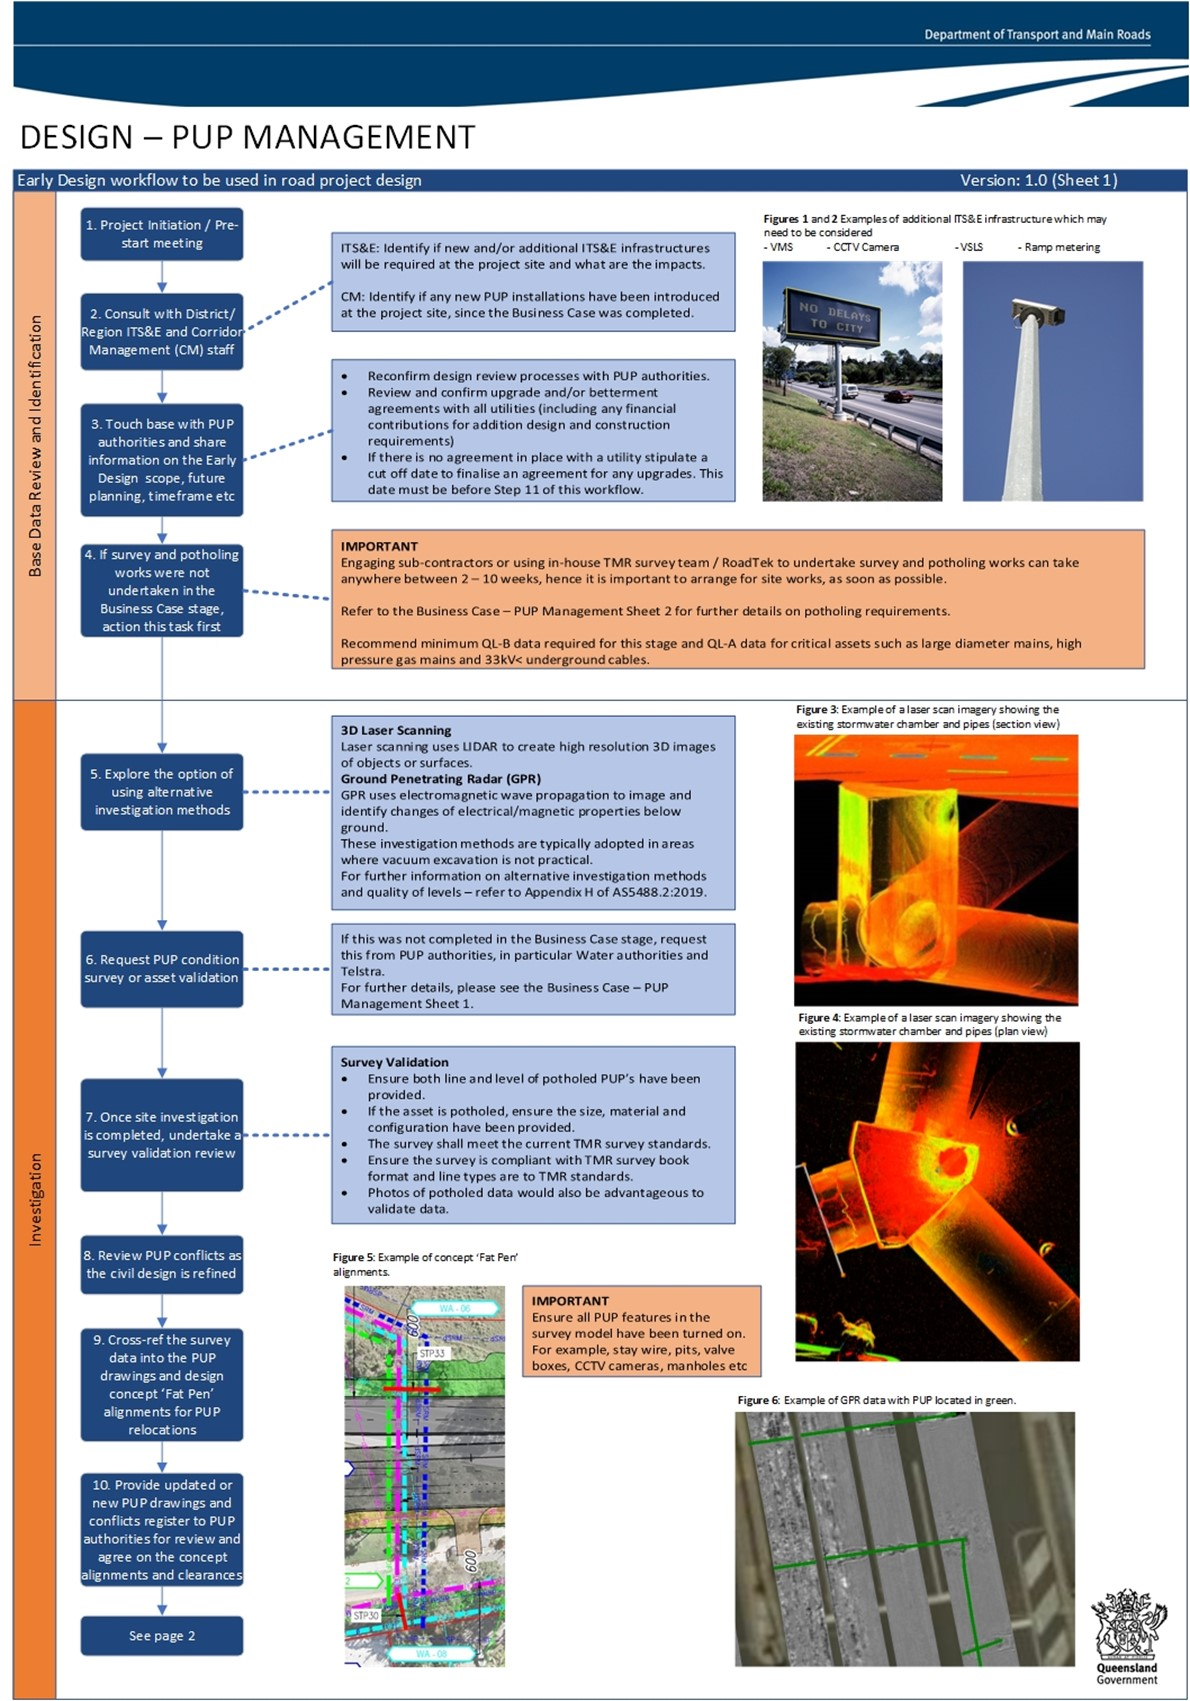 Department of Transport and Main Roads
DESIGN – PUP MANAGEMENT
Early Design workflow to be used in road project design
Version: 1.0 (Sheet 1)
Base Data Review and Identification
1. Project Initiation / Pre-
start meeting
2. Consult with District/
Region ITS&E and Corridor
Management (CM) staff
ITS&E: Identify if new and/or additional ITS&E infrastructures
will be required at the project site and what are the impacts.
CM: Identify if any new PUP installations have been introduced
at the project site, since the Business Case was completed.
3. Touch base with PUP
authorities and share
information on the Early
Design scope, future
planning, timeframe etc
• Reconfirm design review processes with PUP authorities.
• Review and confirm upgrade and/or betterment
agreements with all utilities (including any financial
contributions for addition design and construction
requirements)
• If there is no agreement in place with a utility stipulate a
cut off date to finalise an agreement for any upgrades. This
date must be before Step 11 of this workflow.
Figures 1 and 2 Examples of additional ITS&E infrastructure which may
need to be considered
- VMS - CCTV Camera - VSLS - Ramp metering
NO DELAYS
TO CITY
4. If survey and potholing
works were not
undertaken in the
Business Case stage,
action this task first
IMPORTANT
Engaging sub-contractors or using in-house TMR survey team / RoadTek to undertake survey and potholing works can take
anywhere between 2 – 10 weeks, hence it is important to arrange for site works, as soon as possible.
Refer to the Business Case – PUP Management Sheet 2 for further details on potholing requirements.
Recommend minimum QL-B data required for this stage and QL-A data for critical assets such as large diameter mains, high
pressure gas mains and 33kV< underground cables.
Investigation
5. Explore the option of
using alternative
investigation methods
3D Laser Scanning
Laser scanning uses LIDAR to create high resolution 3D images
of objects or surfaces.
Ground Penetrating Radar (GPR)
GPR uses electromagnetic wave propagation to image and
identify changes of electrical/magnetic properties below
ground.
These investigation methods are typically adopted in areas
where vacuum excavation is not practical.
For further information on alternative investigation methods
and quality of levels – refer to Appendix H of AS5488.2:2019.
Figure 3: Example of a laser scan imagery showing the
existing stormwater chamber and pipes (section view)
6. Request PUP condition
survey or asset validation
If this was not completed in the Business Case stage, request
this from PUP authorities, in particular Water authorities and
Telstra.
For further details, please see the Business Case – PUP
Management Sheet 1.
Figure 4: Example of a laser scan imagery showing the
existing stormwater chamber and pipes (plan view)
7. Once site investigation
is completed, undertake a
survey validation review
Survey Validation
• Ensure both line and level of potholed PUP's have been
provided.
• If the asset is potholed, ensure the size, material and
configuration have been provided.
• The survey shall meet the current TMR survey standards.
• Ensure the survey is compliant with TMR survey book
format and line types are to TMR standards.
• Photos of potholed data would also be advantageous to
validate data.
8. Review PUP conflicts as
the civil design is refined
9. Cross-ref the survey
data into the PUP
drawings and design
concept 'Fat Pen'
alignments for PUP
relocations
10. Provide updated or
new PUP drawings and
conflicts register to PUP
authorities for review and
agree on the concept
alignments and clearances
See page 2
Figure 5: Example of concept 'Fat Pen'
alignments.
WA - 06
600
STP33
600
2
STP30
WA - 08
IMPORTANT
Ensure all PUP features in the
survey model have been turned on.
For example, stay wire, pits, valve
boxes, CCTV cameras, manholes etc
Figure 6: Example of GPR data with PUP located in green.
Queensland
Government